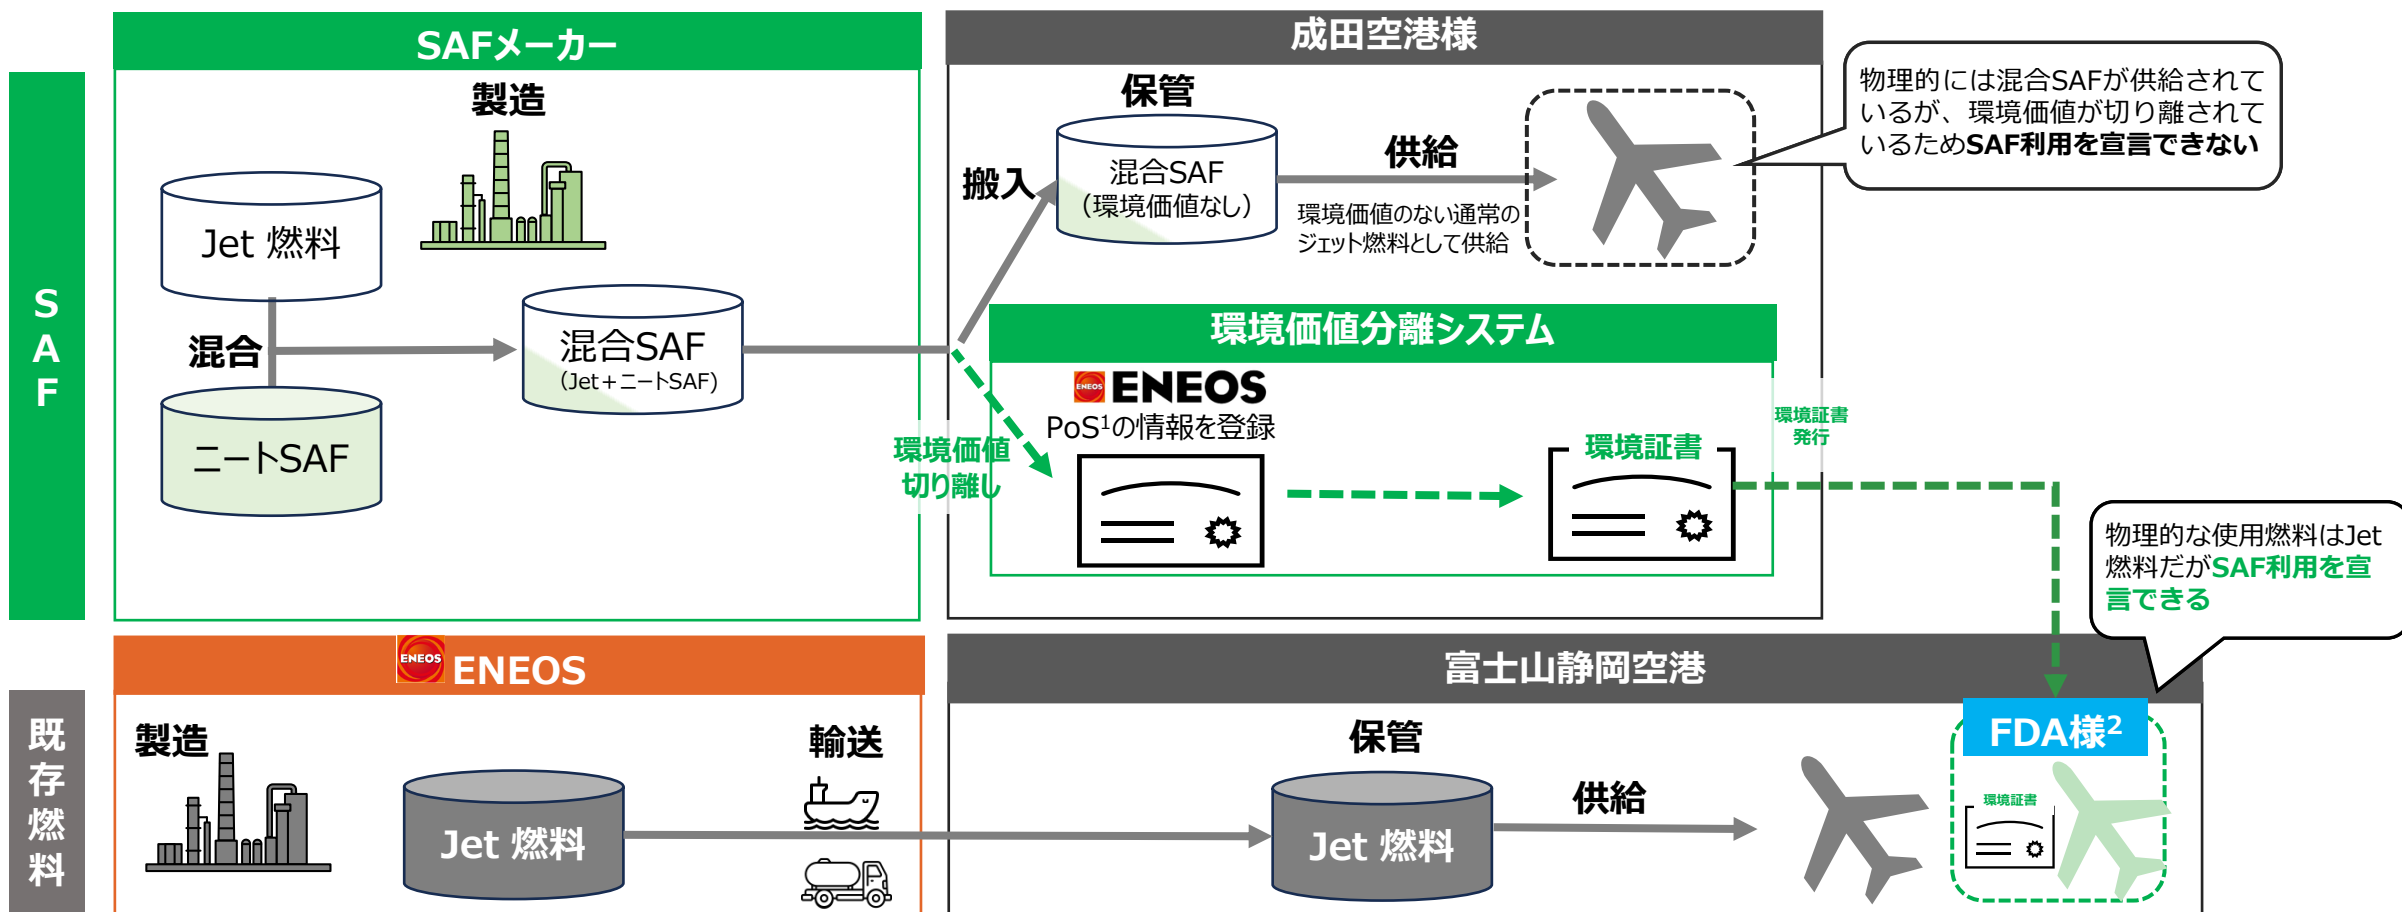 SAFメーカー
成田空港様
S
A
F
製造
Jet 燃料
混合
ニートSAF
混合SAF
(Jet+ニートSAF)
搬入
保管
混合SAF
(環境価値なし)
供給
環境価値のない通常の
ジェット燃料として供給
物理的には混合SAFが供給されて
いるが、環境価値が切り離されて
いるためSAF利用を宣言できない
環境価値分離システム
ENEOS
ENEOS
PoS¹の情報を登録
環境価値
切り離し
環境証書
環境証書
発行
物理的な使用燃料はJet
燃料だがSAF利用を宣
言できる
ENEOS
ENEOS
富士山静岡空港
既
存
燃
料
製造
Jet 燃料
輸送
保管
Jet 燃料
供給
FDA様²
環境証書